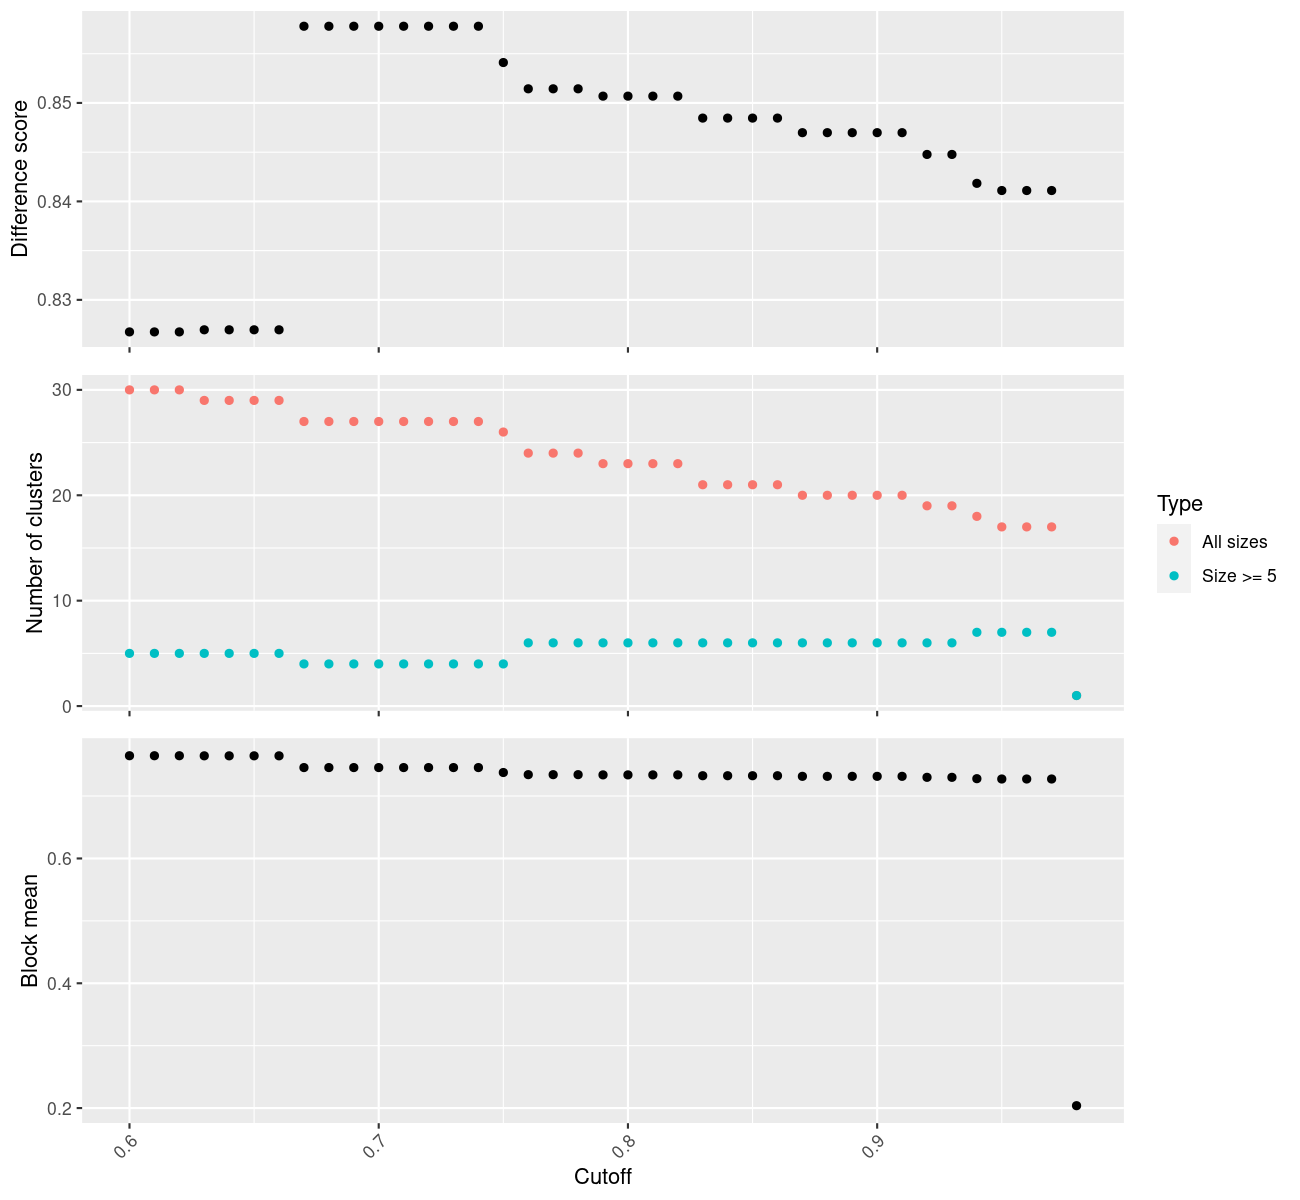 Difference score
0.85
0.84
0.83
Number of clusters
30
20
10
0
Type
All sizes
Size >= 5
Block mean
0.6
0.4
0.2
0.6 0.7 0.8 0.9
Cutoff